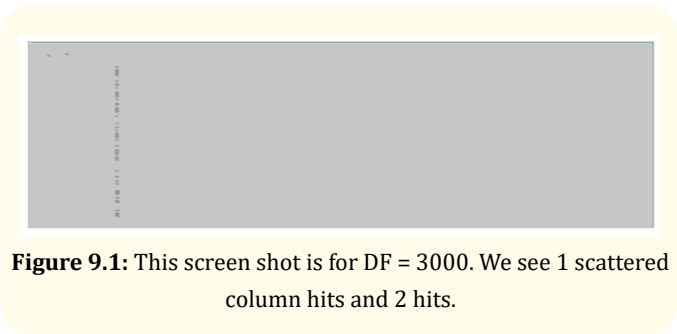 Figure 9.1: This screen shot is for DF = 3000. We see 1 scattered
column hits and 2 hits.